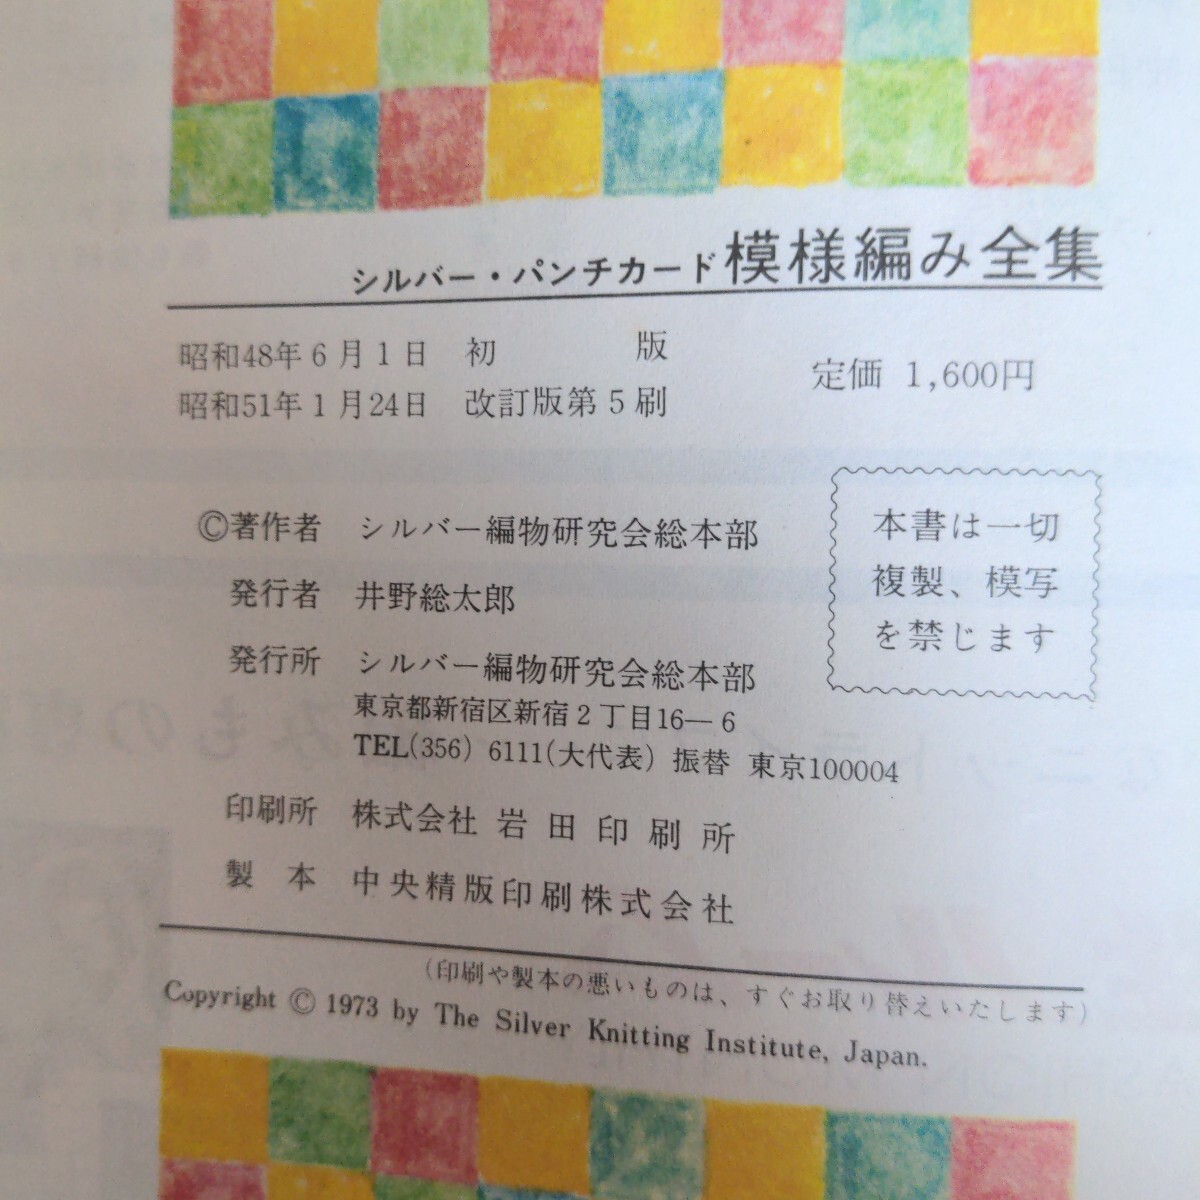 シルバー・パンチカード模様編み全集
昭和48年6月1日 初版
昭和51年1月24日 改訂版第5刷
定価 1,600円
©著作者 シルバー編物研究会総本部
発行者 井野総太郎
発行所 シルバー編物研究会総本部
東京都新宿区新宿2丁目16―6
TEL(356) 6111(大代表) 振替 東京100004
印刷所 株式会社 岩田印刷所
製本 中央精版印刷株式会社
本書は一切
複製、模写
を禁じます
(印刷や製本の悪いものは、すぐお取り替えいたします)
Copyright © 1973 by The Silver Knitting Institute, Japan.